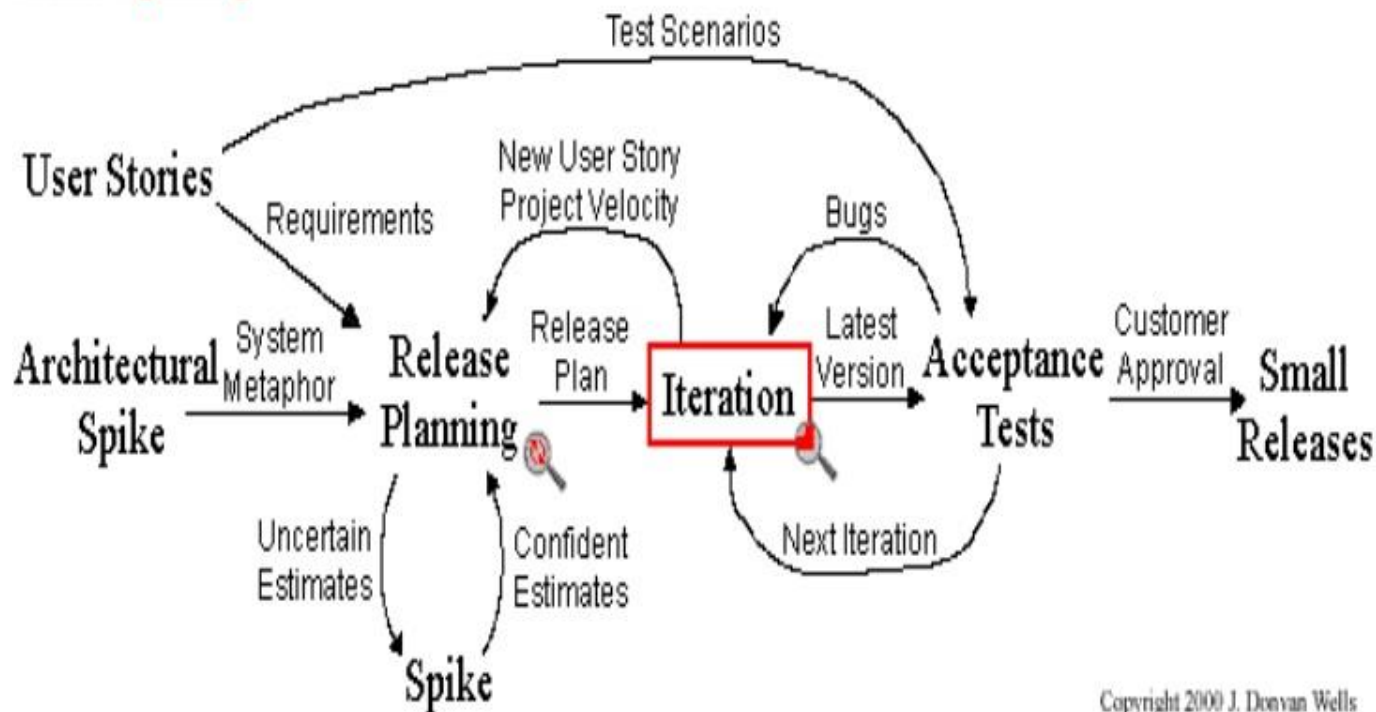 Test Scenarios
User Stories
Requirements
New User Story
Project Velocity
Bugs
Architectural
Spike
System
Metaphor
Release
Planning
Release
Plan
Iteration
Latest
Version
Acceptance
Tests
Customer
Approval
Small
Releases
Uncertain
Estimates
Confident
Estimates
Next Iteration
Spike
Copyright 2000 J. Donvan Wells